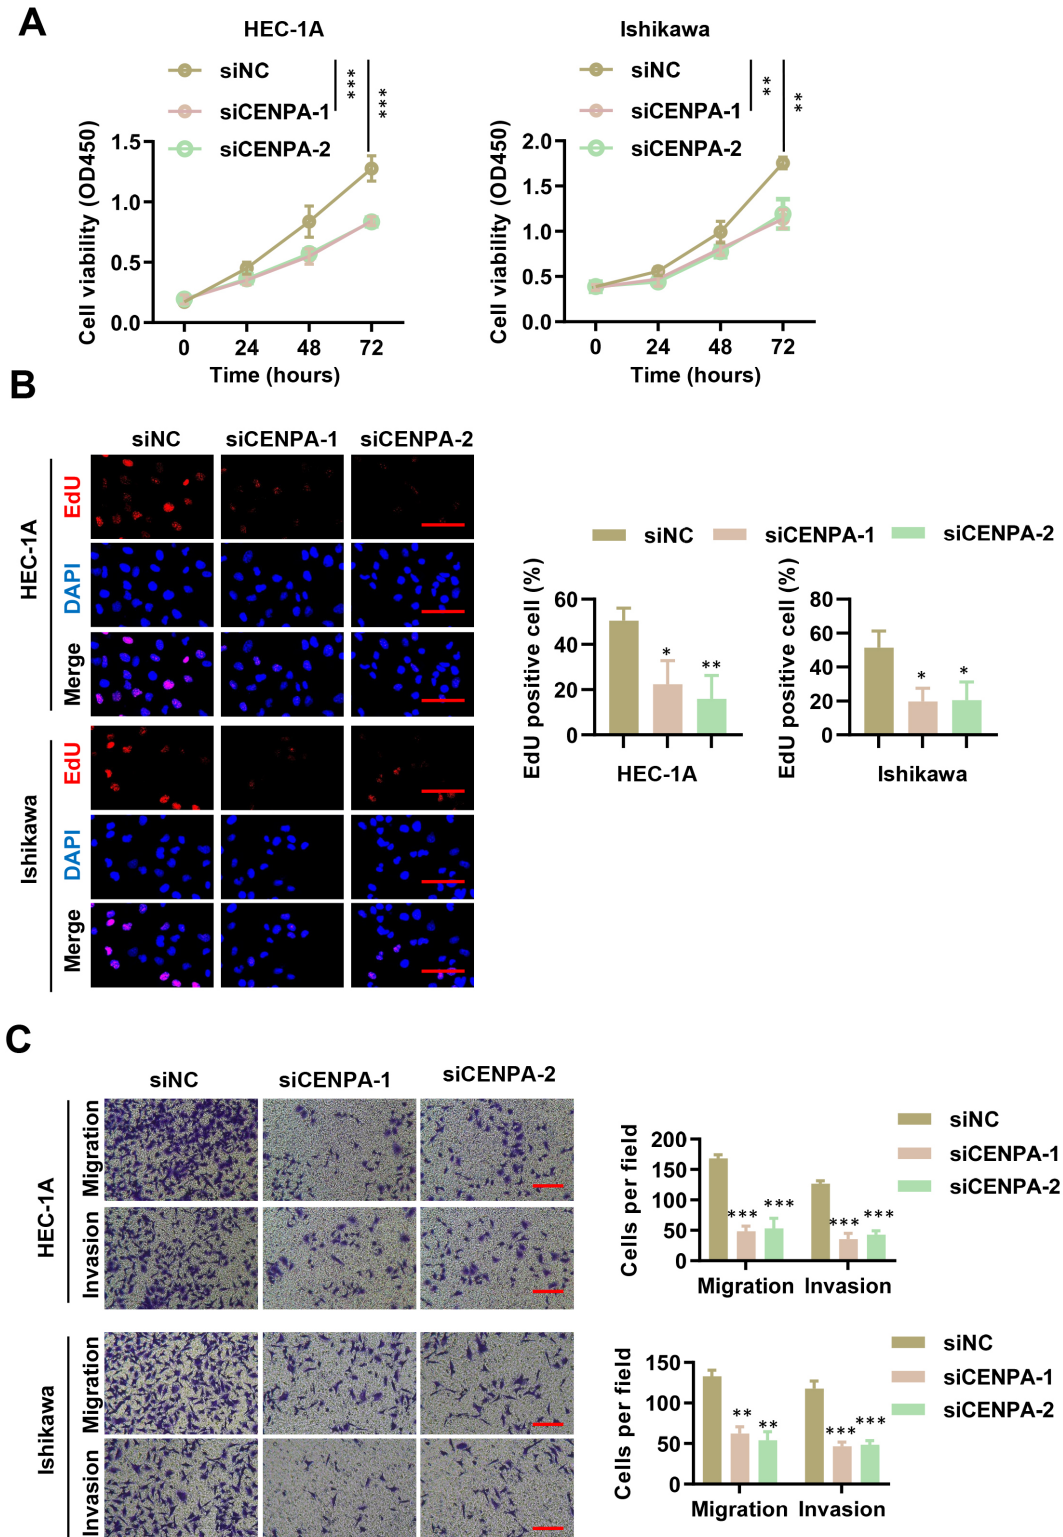 A
HEC-1A
siNC
siCENPA-1
siCENPA-2
***
***
Cell viability (OD450)
1.5
1.0
0.5
0.0
0 24 48 72
Time (hours)
Ishikawa
siNC
siCENPA-1
siCENPA-2
**
**
Cell viability (OD450)
2.0
1.5
1.0
0.5
0.0
0 24 48 72
Time (hours)
B
siNC siCENPA-1 siCENPA-2
HEC-1A
EdU
DAPI
Merge
Ishikawa
EdU
DAPI
Merge
siNC siCENPA-1 siCENPA-2
EdU positive cell (%)
60
40
20
0
* **
HEC-1A
EdU positive cell (%)
80
60
40
20
0
* *
Ishikawa
C
siNC siCENPA-1 siCENPA-2
HEC-1A
Migration
Invasion
Ishikawa
Migration
Invasion
siNC
siCENPA-1
siCENPA-2
Cells per field
200
150
100
50
0
*** *** *** ***
Migration Invasion
siNC
siCENPA-1
siCENPA-2
Cells per field
150
100
50
0
** ** *** ***
Migration Invasion